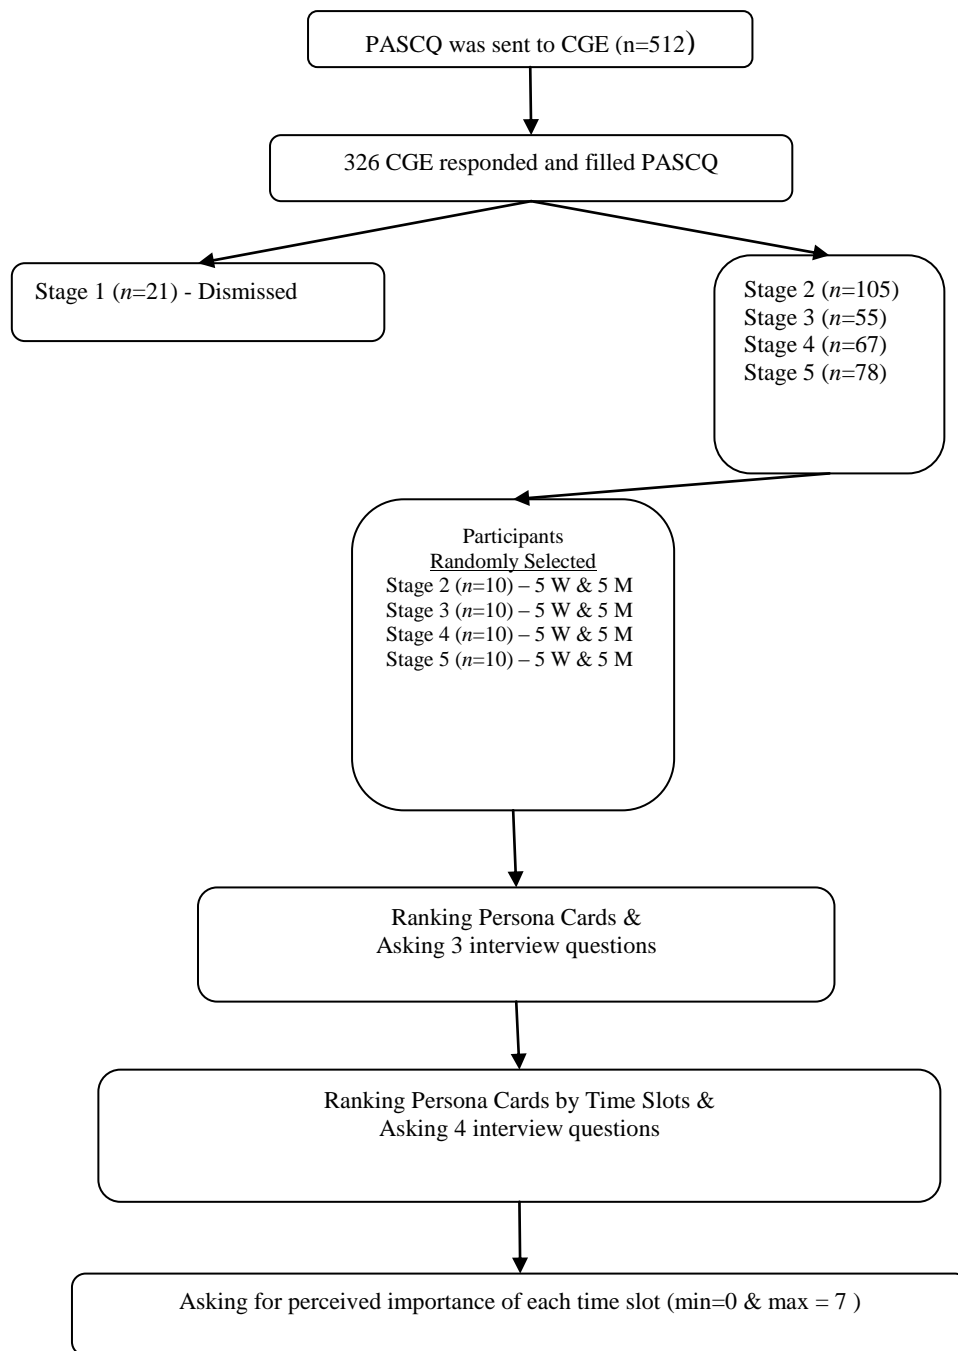 PASCQ was sent to CGE (n=512)
326 CGE responded and filled PASCQ
Stage 1 (n=21) - Dismissed
Stage 2 (n=105)
Stage 3 (n=55)
Stage 4 (n=67)
Stage 5 (n=78)
Participants
Randomly Selected
Stage 2 (n=10) – 5 W & 5 M
Stage 3 (n=10) – 5 W & 5 M
Stage 4 (n=10) – 5 W & 5 M
Stage 5 (n=10) – 5 W & 5 M
Ranking Persona Cards &
Asking 3 interview questions
Ranking Persona Cards by Time Slots &
Asking 4 interview questions
Asking for perceived importance of each time slot (min=0 & max = 7 )